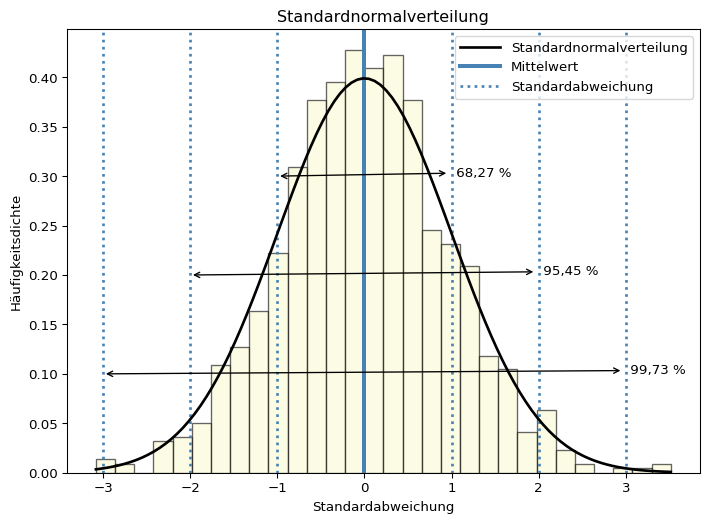 Standardnormalverteilung
Standardnormalverteilung
Mittelwert
Standardabweichung
0.40
0.35
0.30
0.25
0.20
0.15
0.10
0.05
0.00
Häufigkeitsdichte
68,27 %
95,45 %
99,73 %
−3 −2 −1 0 1 2 3
Standardabweichung